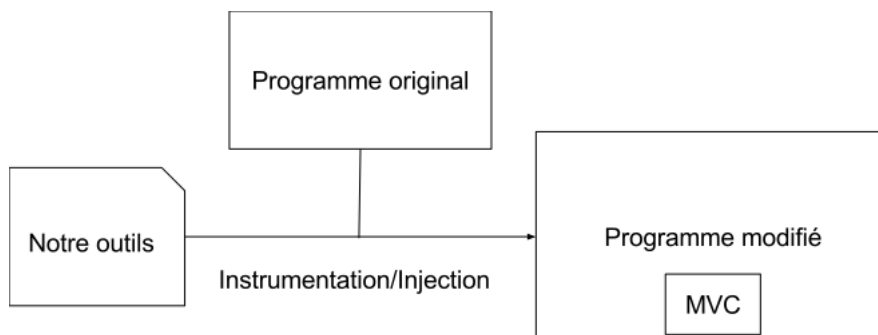 Programme original
Notre outils
Instrumentation/Injection
Programme modifié
MVC